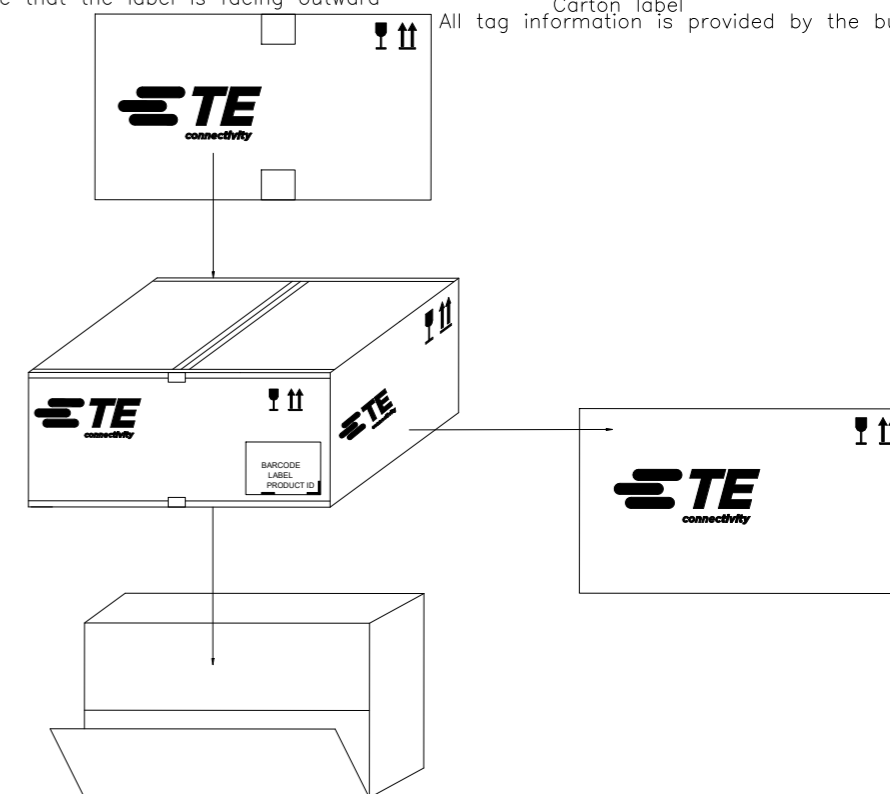 that the label is facing outward
Carton label
All tag information is provided by the
TE
connectivity
TE
connectivity
BARCODE
LABEL
PRODUCT ID
TE
connectivity
TE
connectivity